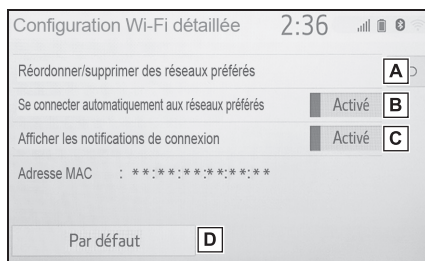 Configuration Wi-Fi détaillée 2:36
Réordonner/supprimer des réseaux préférés A
Se connecter automatiquement aux réseaux préférés Activé B
Afficher les notifications de connexion Activé C
Adresse MAC : **:**:**:**:**:**
Par défaut D